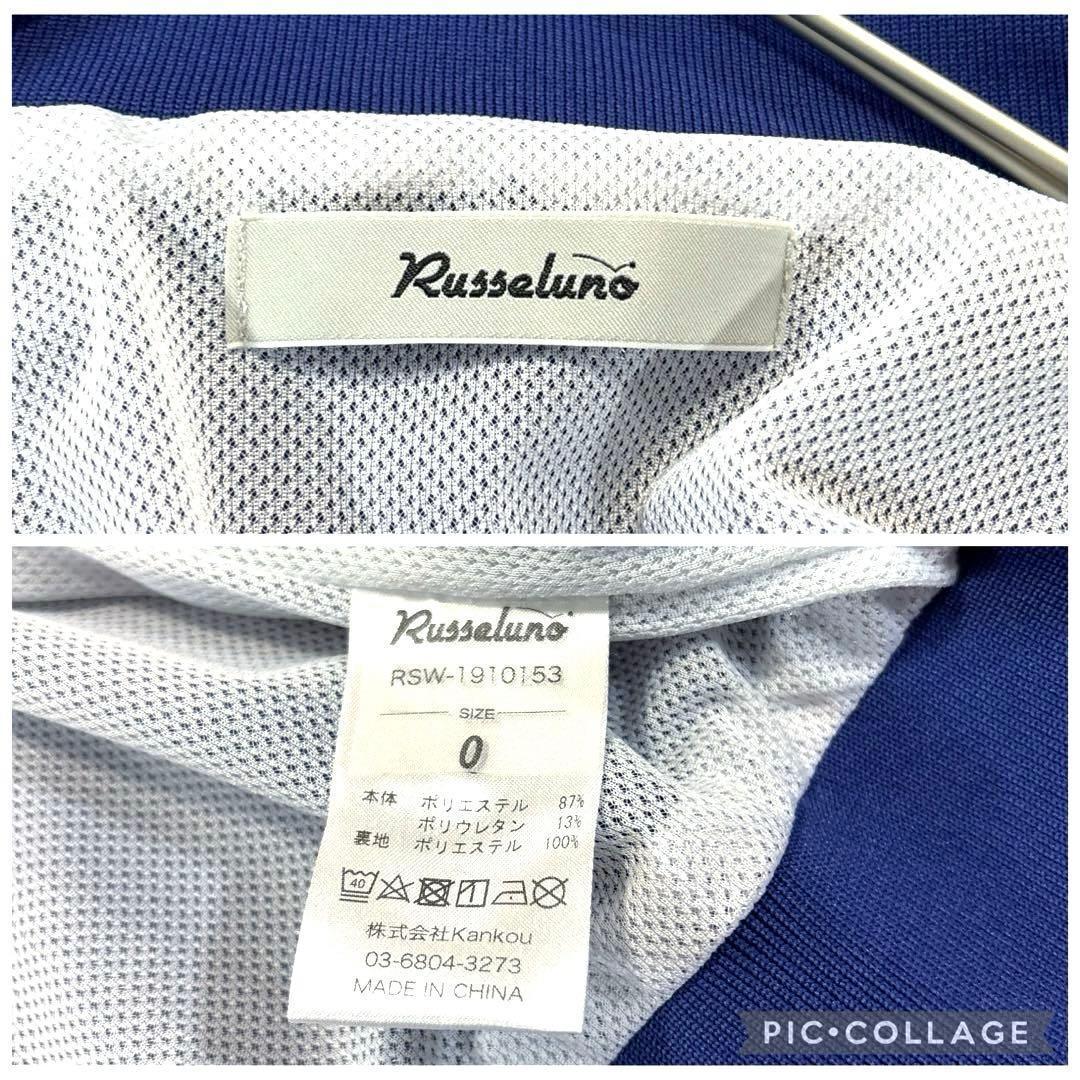 Russeluno
Russeluno
RSW-1910153
SIZE
0
本体 ポリエステル 87%
ポリウレタン 13%
裏地 ポリエステル 100%
40
株式会社Kankou
03-6804-3273
MADE IN CHINA
PIC•COLLAGE